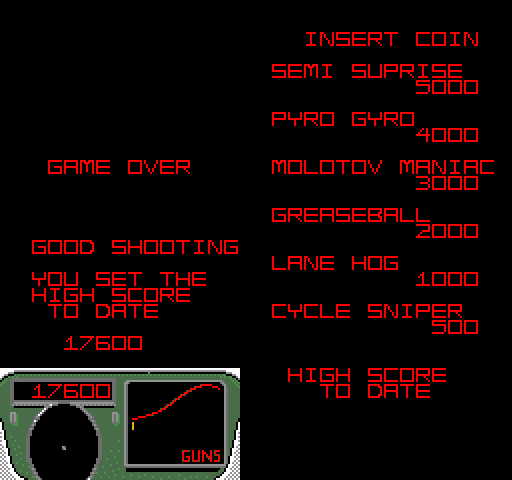 GAME OVER
GOOD SHOOTING
YOU SET THE
HIGH SCORE
TO DATE
17600
17600
GUNS
INSERT COIN
SEMI SUPRISE
5000
PYRO GYRO
4000
MOLOTOV MANIAC
3000
GREASEBALL
2000
LANE HOG
1000
CYCLE SNIPER
500
HIGH SCORE
TO DATE